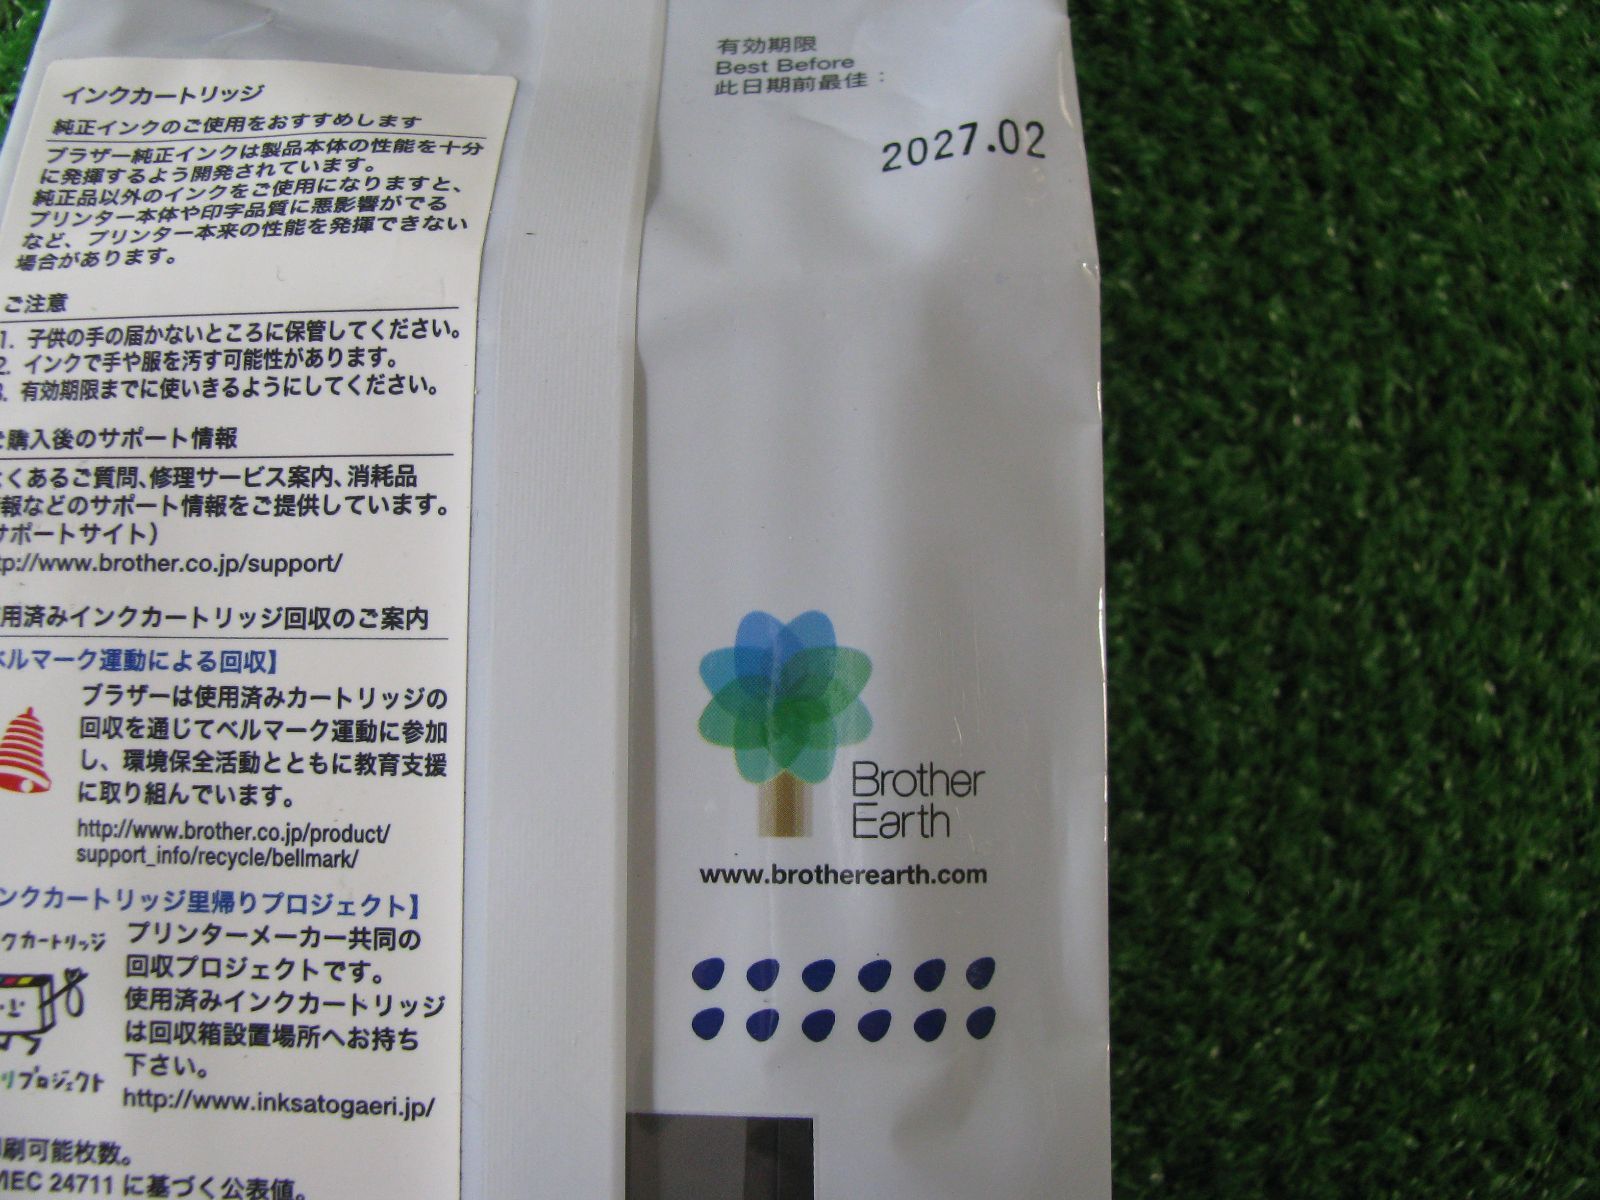 インクカートリッジ
純正インクのご使用をおすすめします
ブラザー純正インクは製品本体の性能を十分
に発揮するよう開発されています。
純正品以外のインクをご使用になりますと、
プリンター本体や印字品質に悪影響がでる
など、プリンター本来の性能を発揮できない
場合があります。
ご注意
1. 子供の手の届かないところに保管してください。
2. インクで手や服を汚す可能性があります。
3. 有効期限までに使いきるようにしてください。
ご購入後のサポート情報
よくあるご質問、修理サービス案内、消耗品
情報などのサポート情報をご提供しています。
サポートサイト)
tp://www.brother.co.jp/support/
用済みインクカートリッジ回収のご案内
ベルマーク運動による回収】
ブラザーは使用済みカートリッジの
回収を通じてベルマーク運動に参加
し、環境保全活動とともに教育支援
に取り組んでいます。
http://www.brother.co.jp/product/
support_info/recycle/bellmark/
ンクカートリッジ里帰りプロジェクト】
クカートリッジ
プロジェクト
プリンターメーカー共同の
回収プロジェクトです。
使用済みインクカートリッジ
は回収箱設置場所へお持ち
下さい。
http://www.inksatogaeri.jp/
印刷可能枚数。
IEC 24711 に基づく公表値。
有効期限
Best Before
此日期前最佳：
2027.02
Brother
Earth
www.brotherearth.com